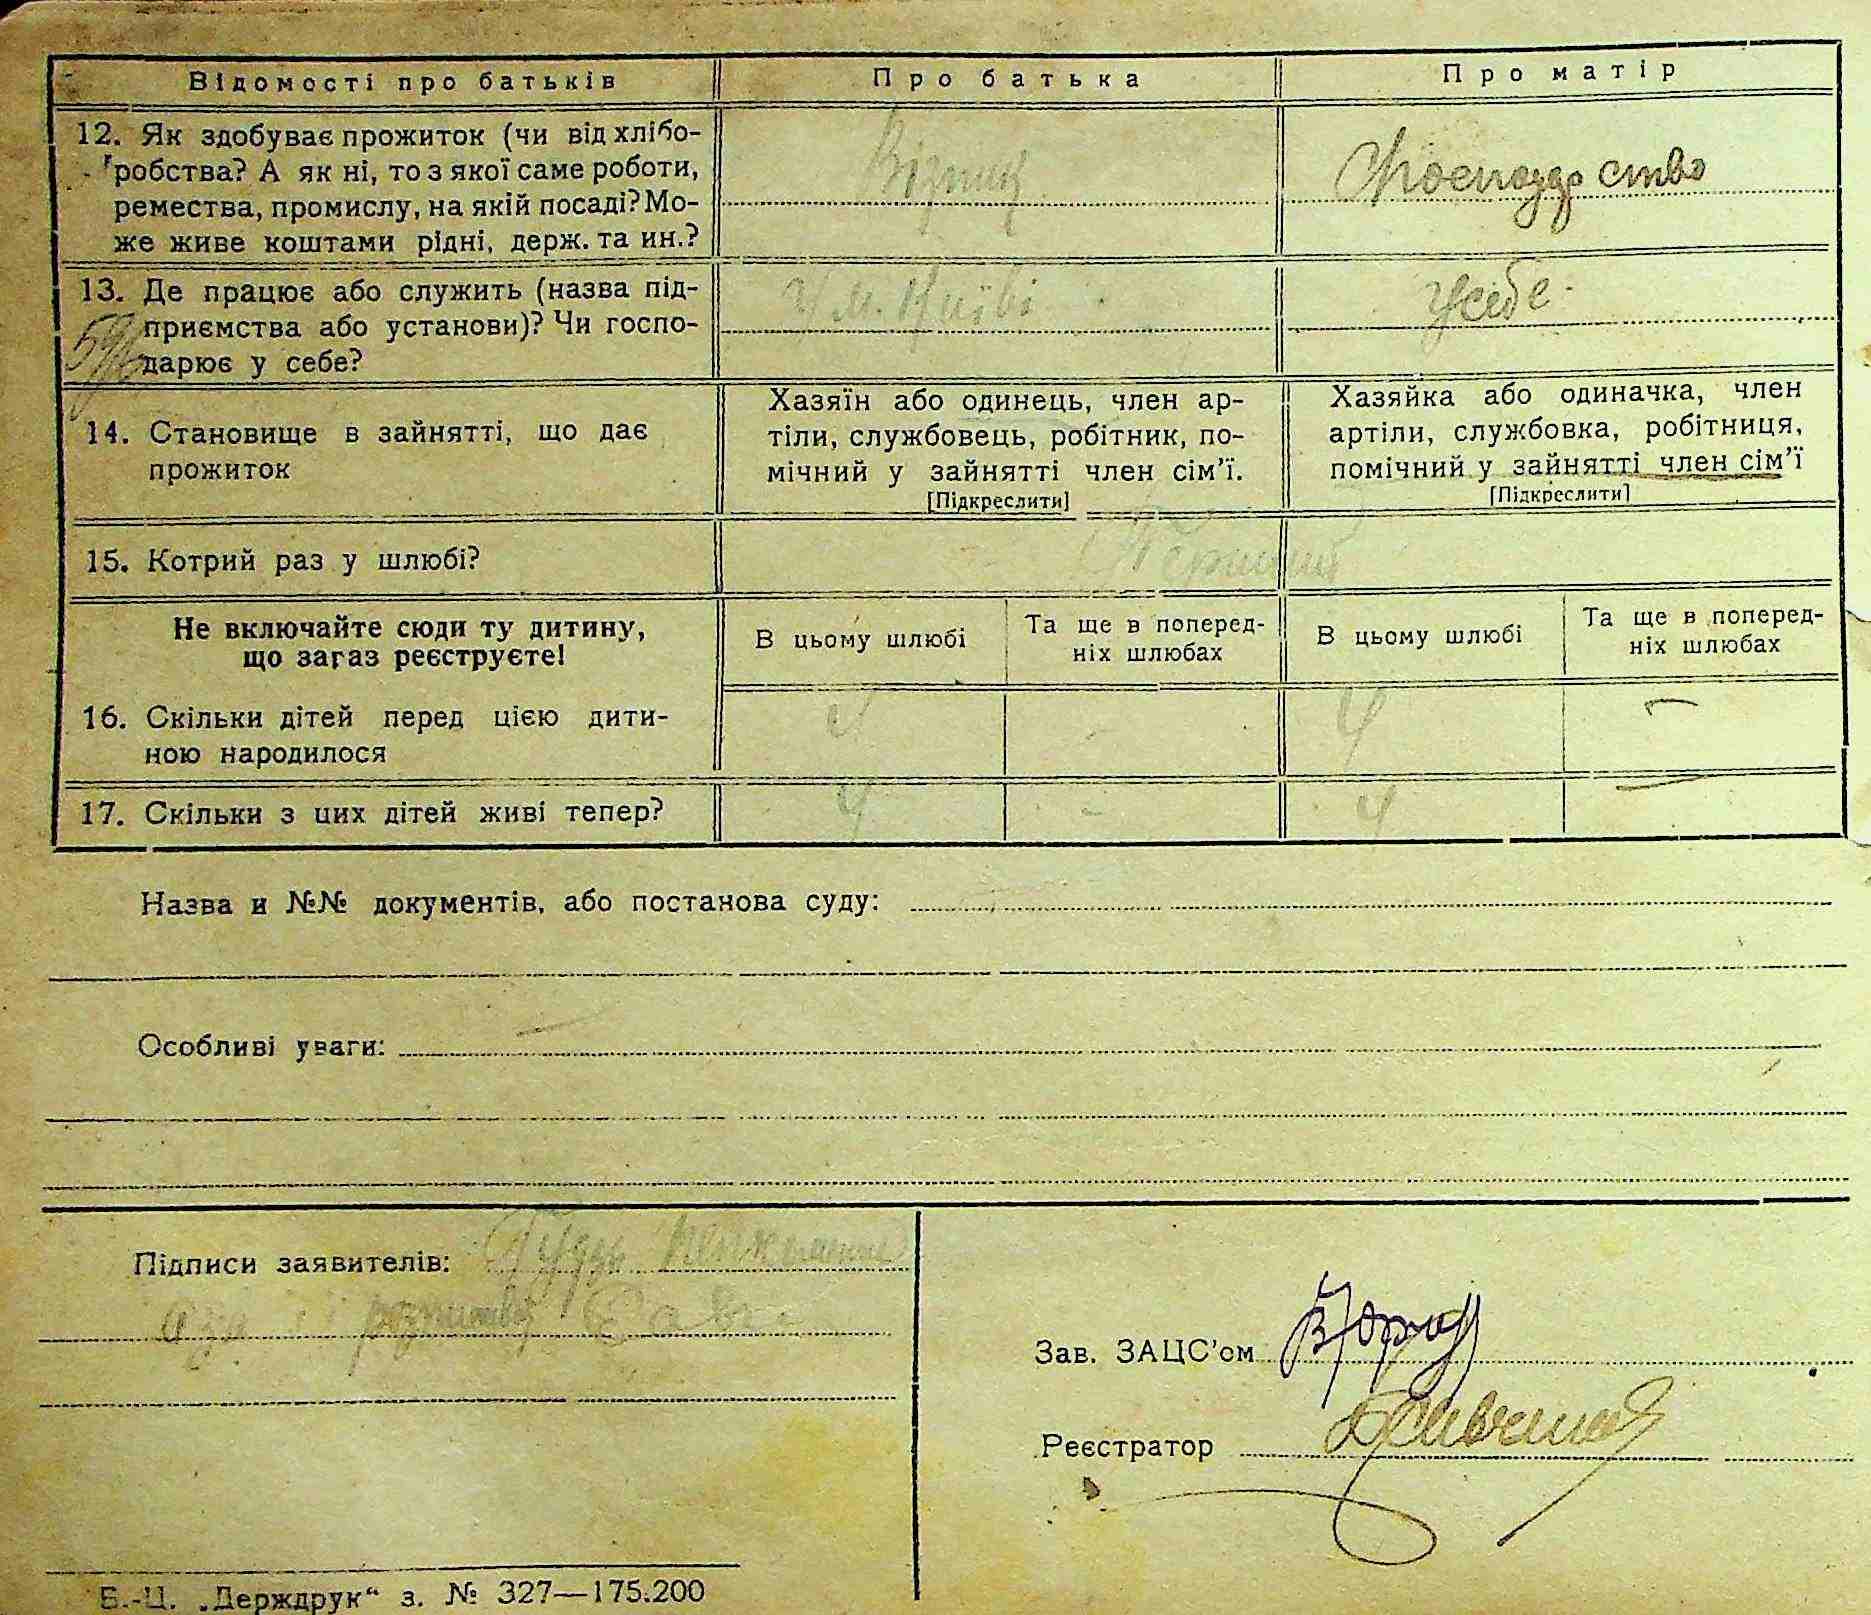 Відомості про батьків
Про батька
Про матір
12. Як здобуває прожиток (чи від хлібо-
робства? А як ні, то з якої саме роботи,
ремества, промислу, на якій посаді? Мо-
же живе коштами рідні, держ. та ин.?
Візник
Господарство
13. Де працює або служить (назва під-
приємства або установи)? Чи госпо-
дарює у себе?
У м. Київі
У себе
14. Становище в зайнятті, що дає
прожиток
Хазяїн або одинець, член ар-
тіли, службовець, робітник, по-
мічний у зайнятті член сім'ї.
[Підкреслити]
Хазяйка або одиначка, член
артіли, службовка, робітниця,
помічний у зайнятті член сім'ї
[Підкреслити]
15. Котрий раз у шлюбі?
Перший
Не включайте сюди ту дитину,
що зараз реєструєте!
В цьому шлюбі
Та ще в поперед-
ніх шлюбах
В цьому шлюбі
Та ще в поперед-
ніх шлюбах
16. Скільки дітей перед цією дити-
ною народилося
4 - 4 -
17. Скільки з цих дітей живі тепер?
4 - 4 -
Назва и №№ документів, або постанова суду:
Особливі уваги: —
Підписи заявителів:
Зав. ЗАЦС'ом
Реєстратор
Б.-Ц. „Держдрук“ з. № 327—175.200